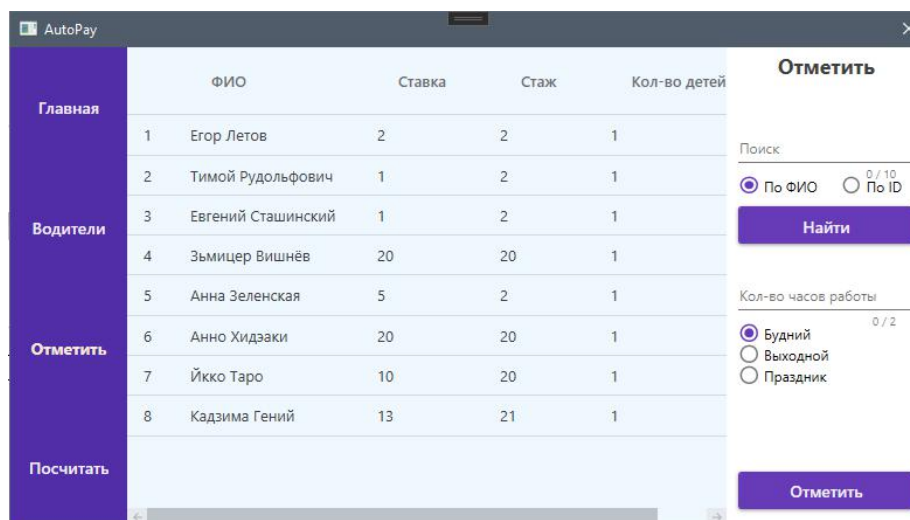 AutoPay
Главная
Водители
Отметить
Посчитать
ФИО Ставка Стаж Кол-во детей
1 Егор Летов 2 2 1
2 Тимой Рудольфович 1 2 1
3 Евгений Сташинский 1 2 1
4 Зьмицер Вишнёв 20 20 1
5 Анна Зеленская 5 2 1
6 Анно Хидэаки 20 20 1
7 Йкко Таро 10 20 1
8 Кадзима Гений 13 21 1
Отметить
Поиск
0 / 10
По ФИО По ID
Найти
Кол-во часов работы
0 / 2
Будний
Выходной
Праздник
Отметить